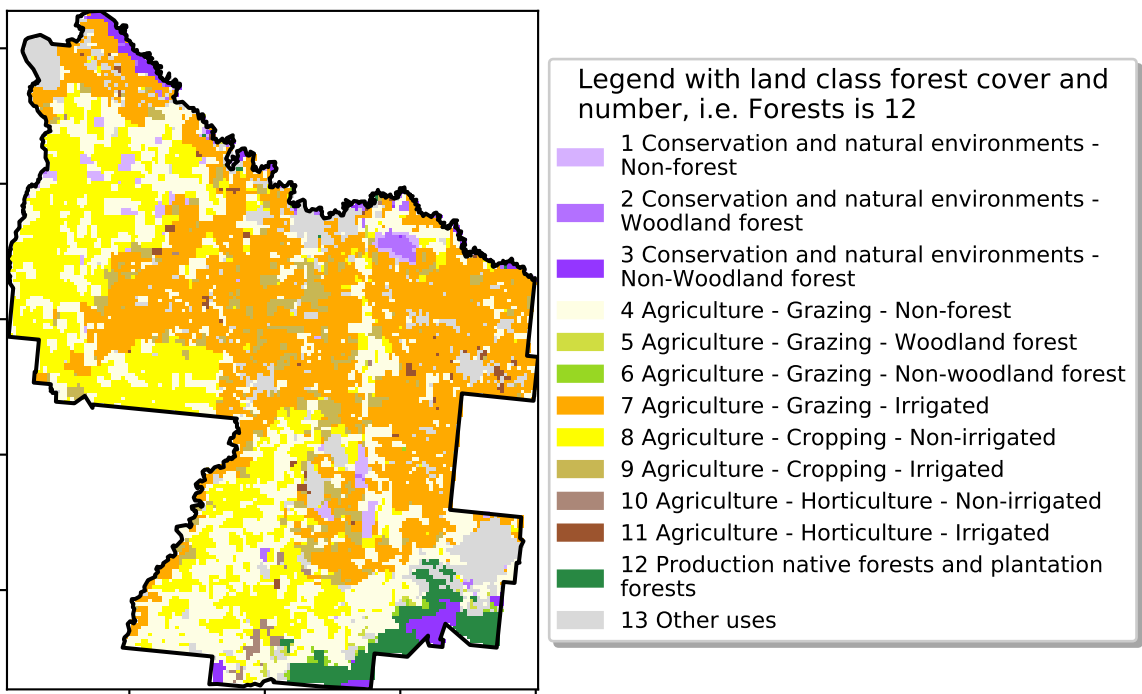 Legend with land class forest cover and
number, i.e. Forests is 12
1 Conservation and natural environments -
Non-forest
2 Conservation and natural environments -
Woodland forest
3 Conservation and natural environments -
Non-Woodland forest
4 Agriculture - Grazing - Non-forest
5 Agriculture - Grazing - Woodland forest
6 Agriculture - Grazing - Non-woodland forest
7 Agriculture - Grazing - Irrigated
8 Agriculture - Cropping - Non-irrigated
9 Agriculture - Cropping - Irrigated
10 Agriculture - Horticulture - Non-irrigated
11 Agriculture - Horticulture - Irrigated
12 Production native forests and plantation
forests
13 Other uses